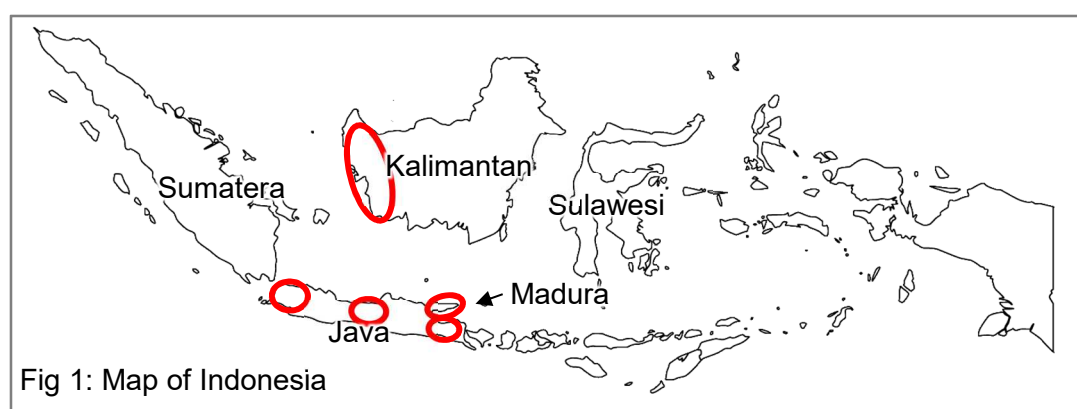 Kalimantan
Sumatera
Sulawesi
Madura
Java
Fig 1: Map of Indonesia